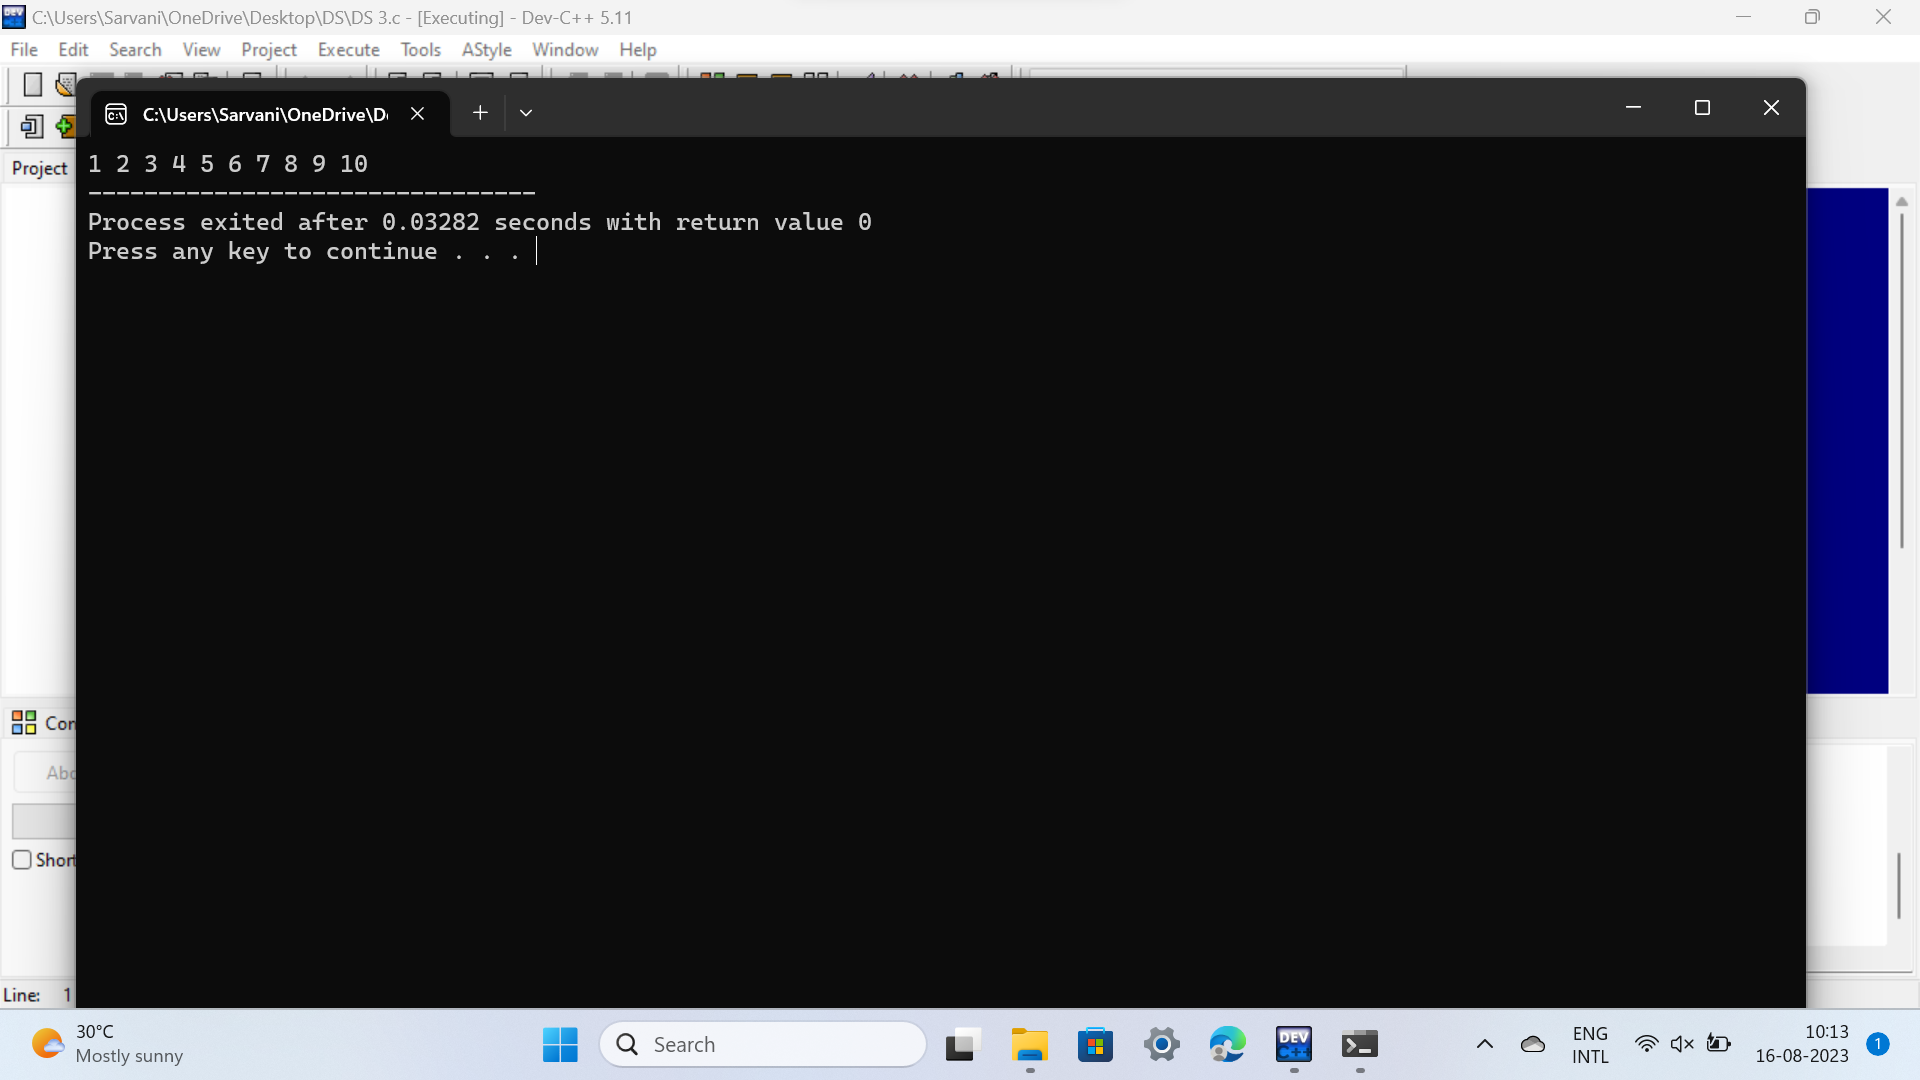 C:\Users\Sarvani\OneDrive\Desktop\DS\DS 3.c - [Executing] - Dev-C++ 5.11
File Edit Search View Project Execute Tools AStyle Window Help
C:\Users\Sarvani\OneDrive\De
1 2 3 4 5 6 7 8 9 10
--------------------------------
Process exited after 0.03282 seconds with return value 0
Press any key to continue . . .
Project
Con
Abo
Short
Line: 1
30°C
Mostly sunny
Search
DEV
C++
ENG
INTL
10:13
16-08-2023
1